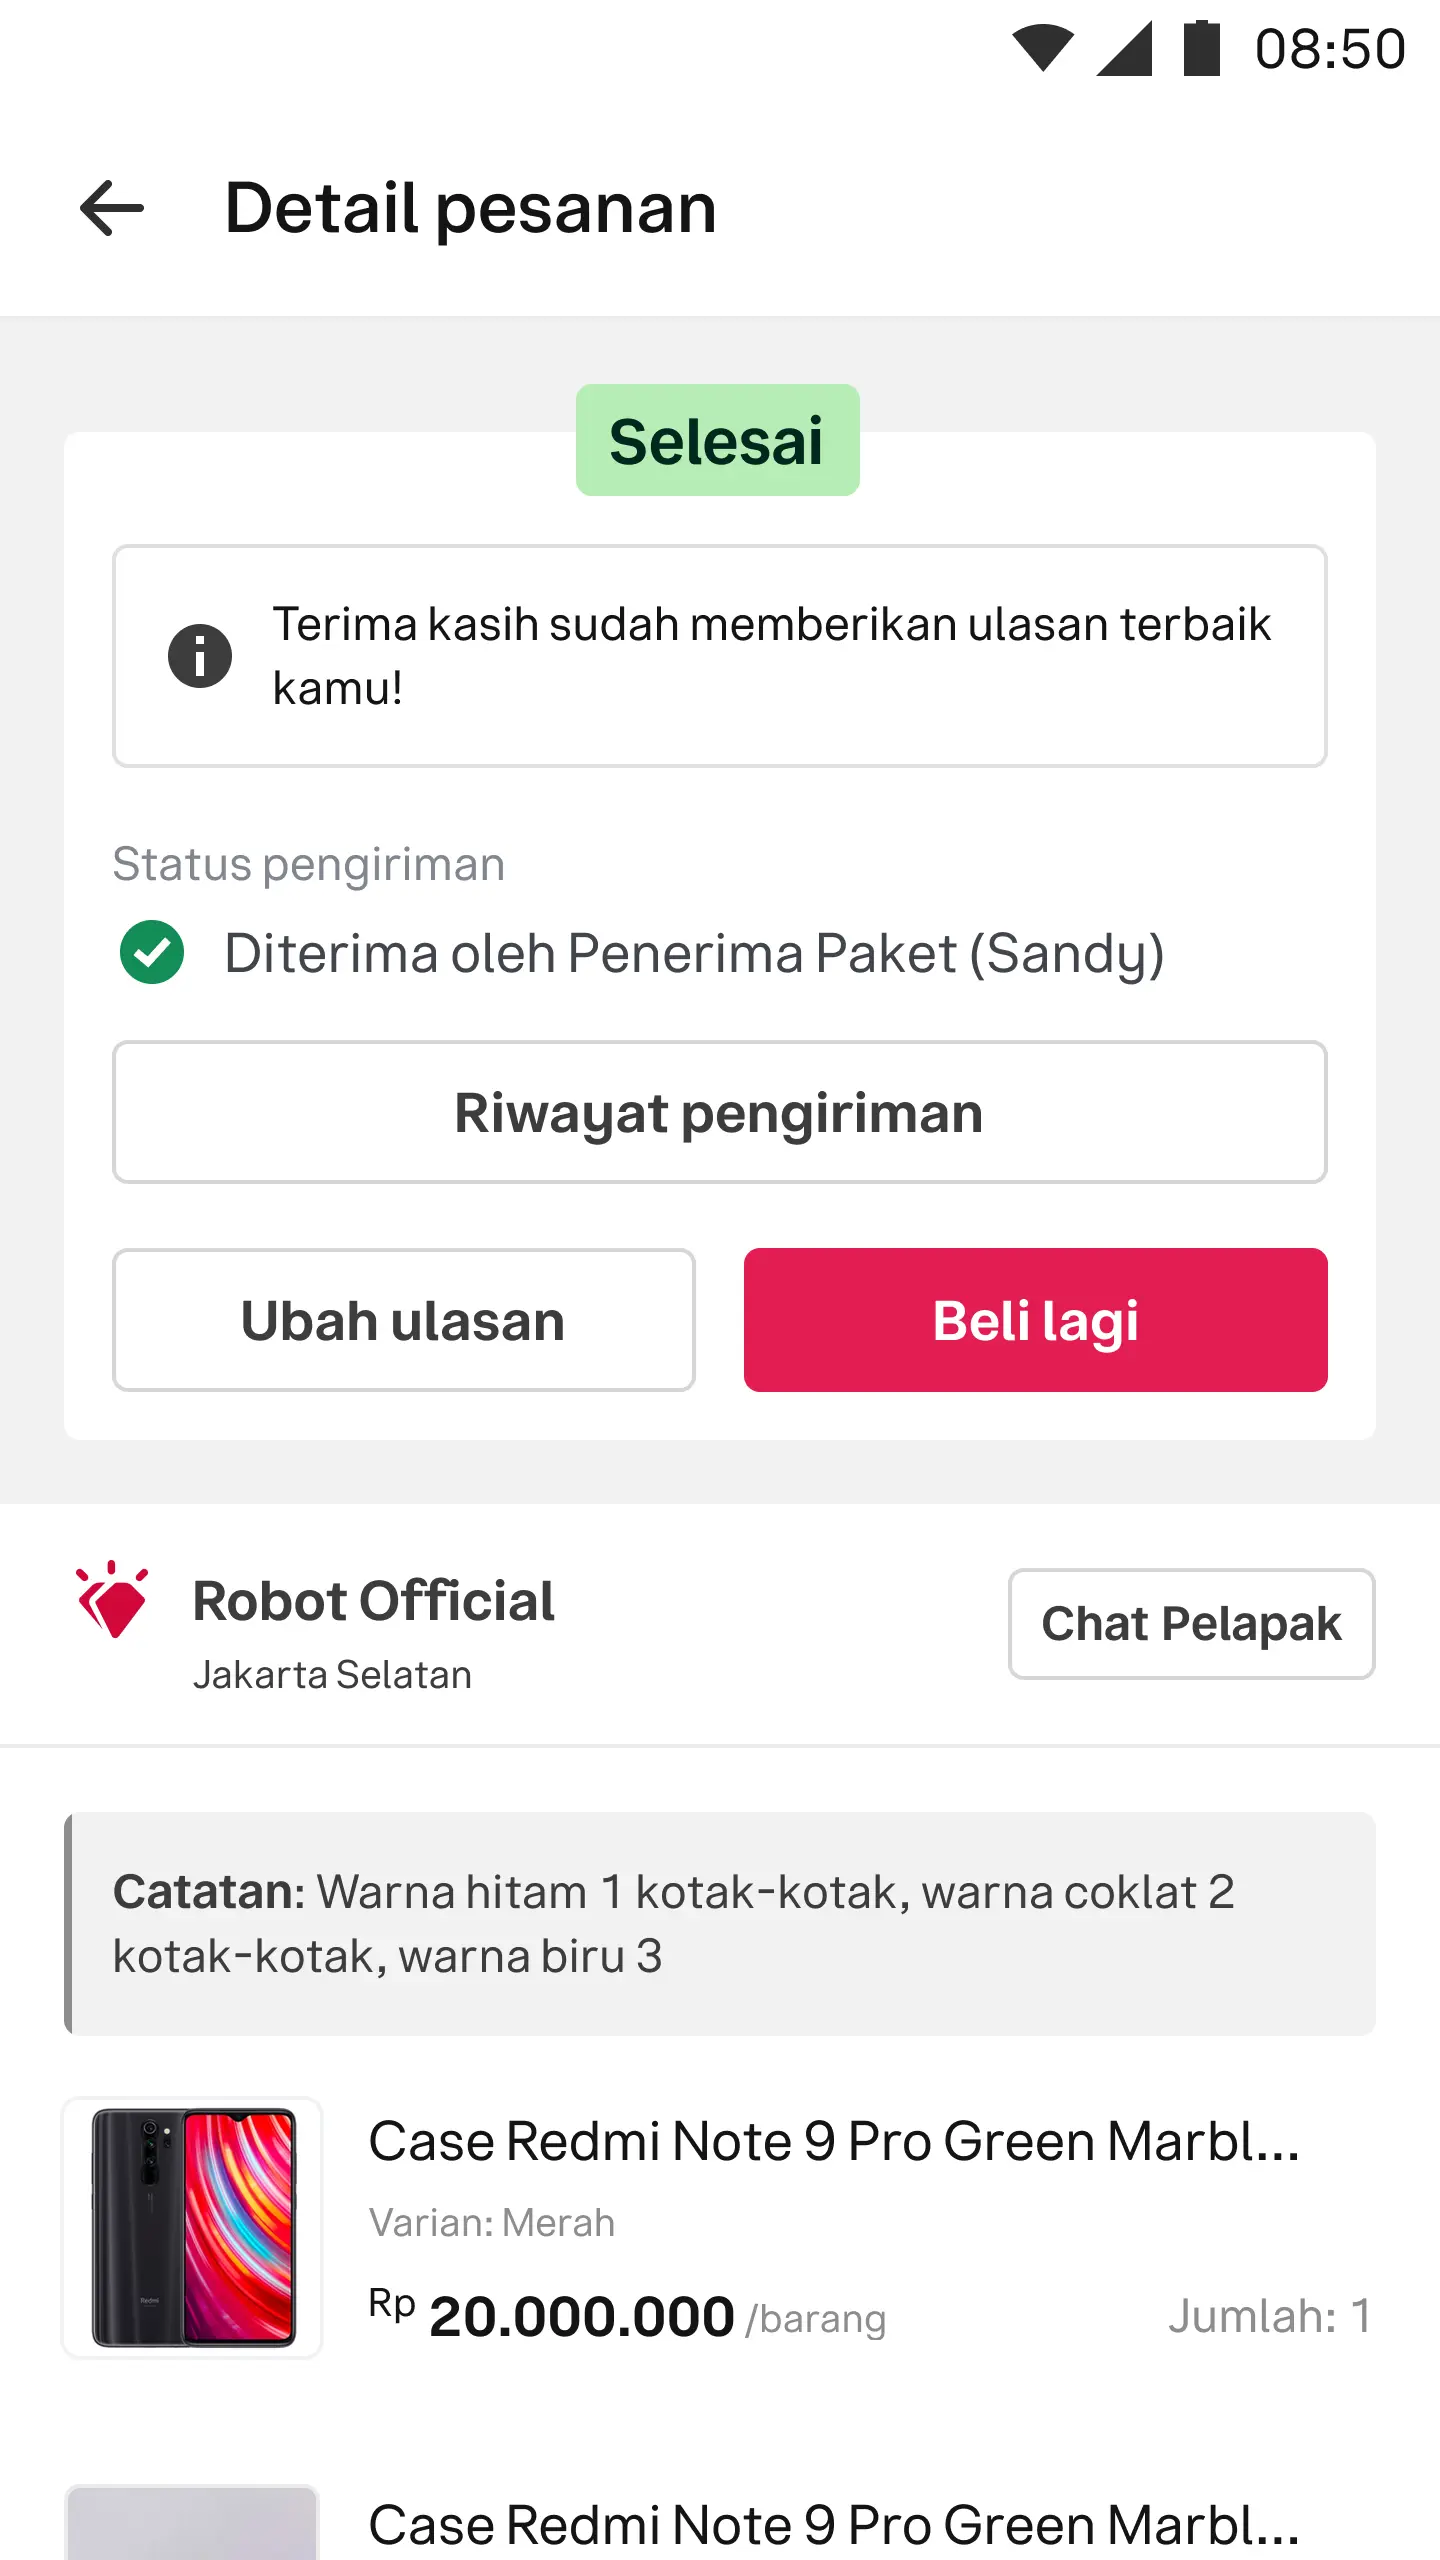 08:50
Detail pesanan
Selesai
Terima kasih sudah memberikan ulasan terbaik
kamu!
Status pengiriman
Diterima oleh Penerima Paket (Sandy)
Riwayat pengiriman
Ubah ulasan
Beli lagi
Robot Official
Jakarta Selatan
Chat Pelapak
Catatan: Warna hitam 1 kotak-kotak, warna coklat 2
kotak-kotak, warna biru 3
Case Redmi Note 9 Pro Green Marbl...
Varian: Merah
Rp 20.000.000 /barang
Jumlah: 1
Redmi
Case Redmi Note 9 Pro Green Marbl...